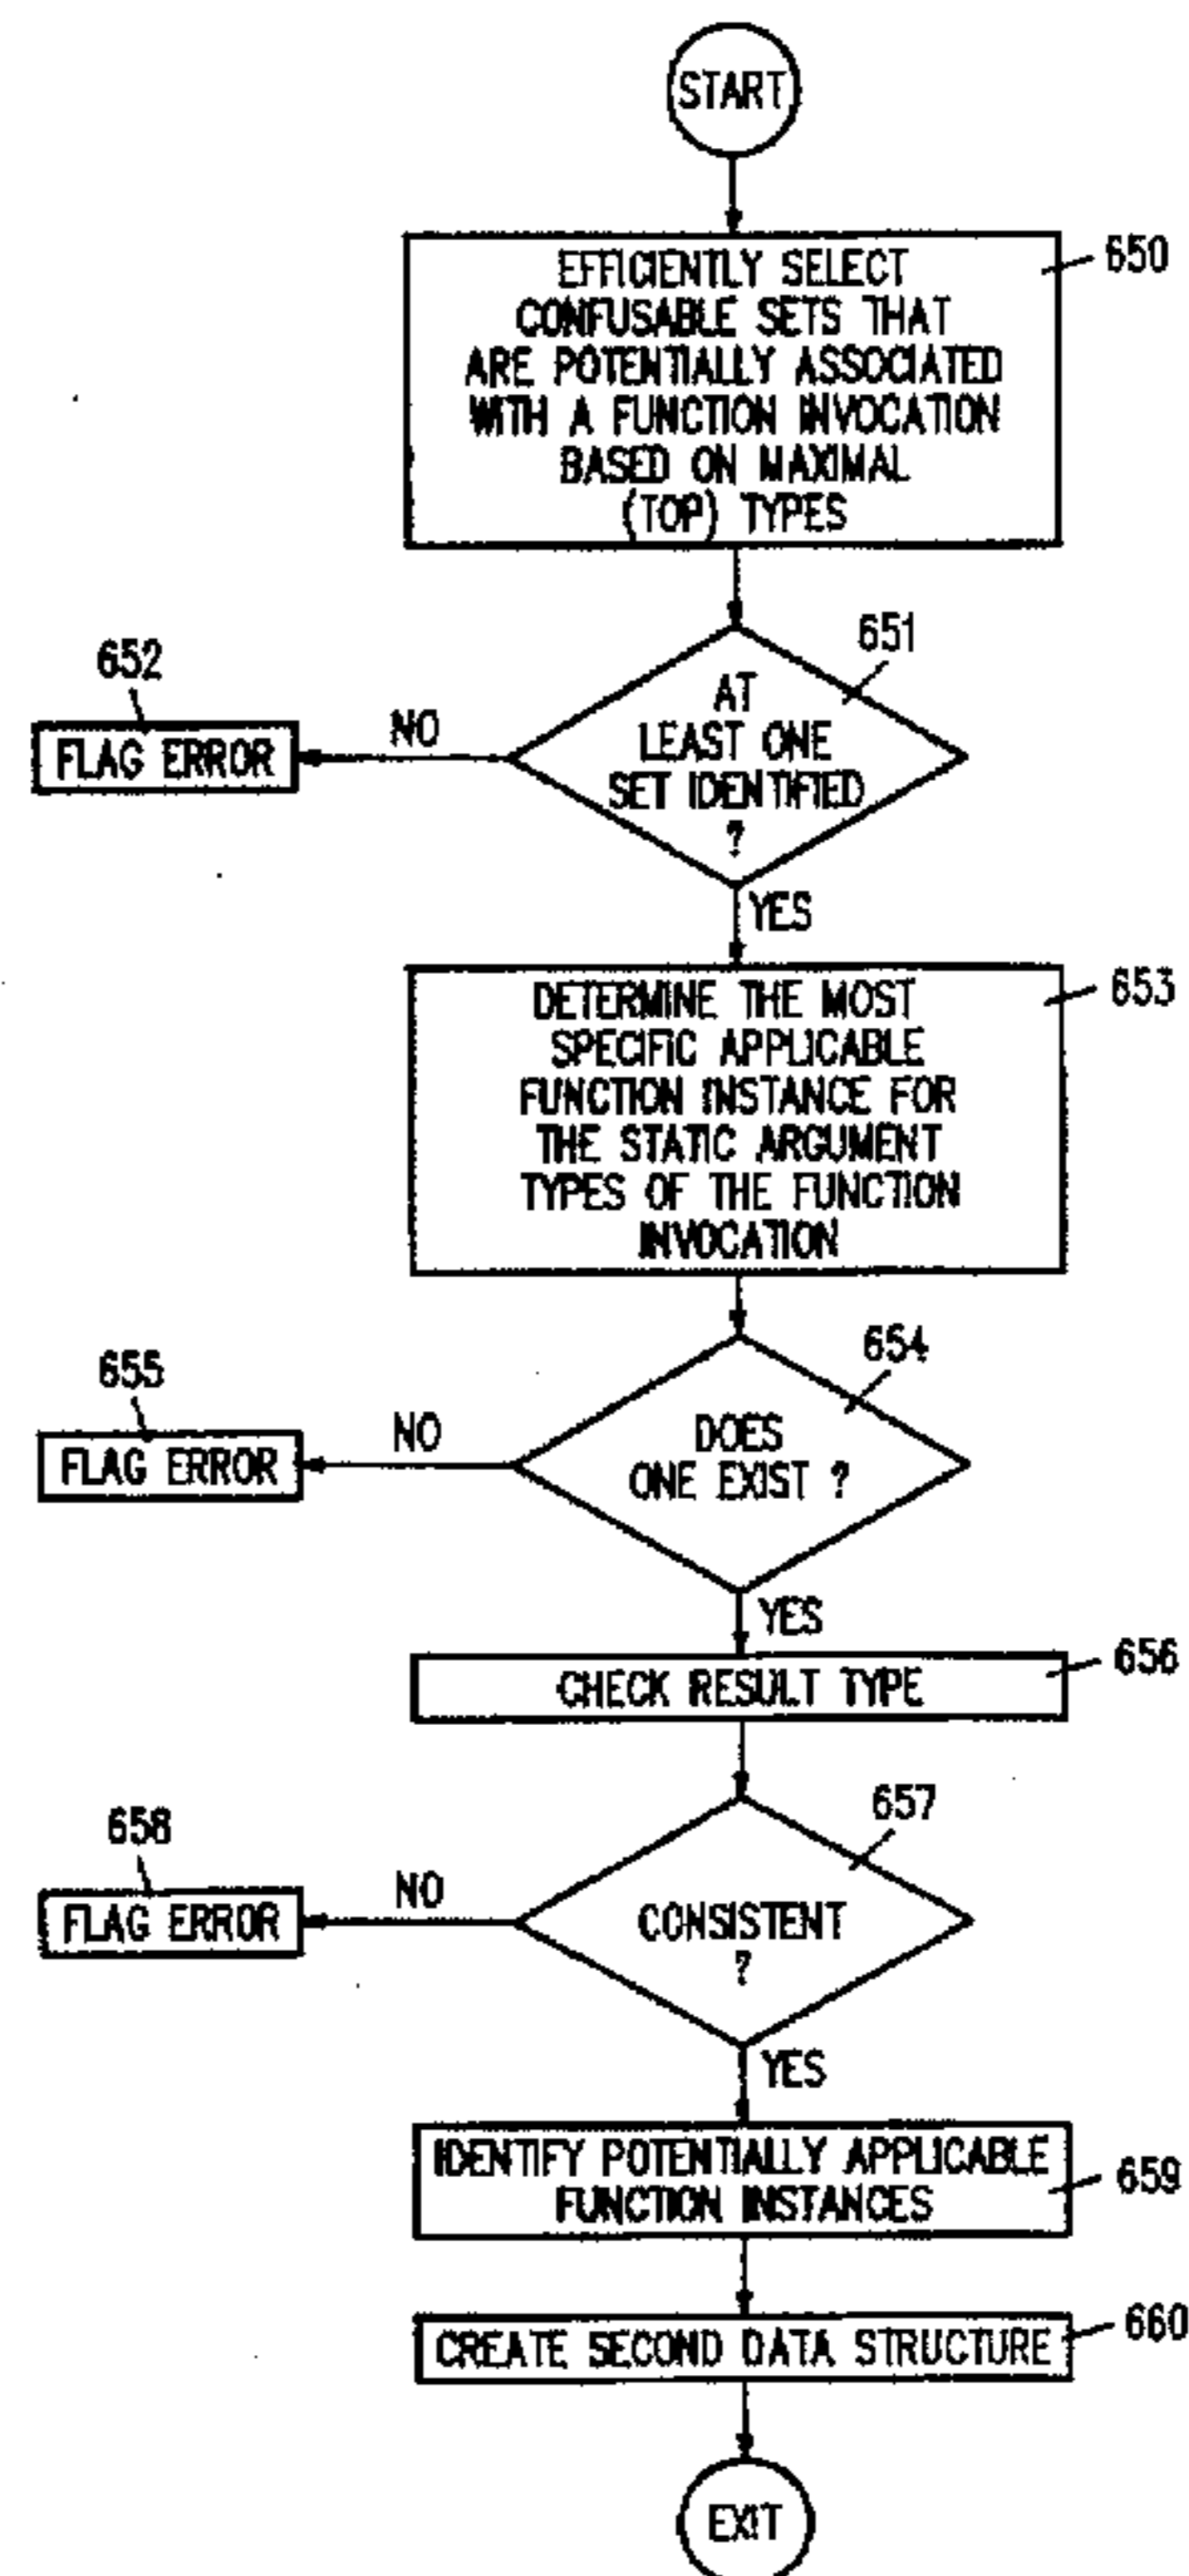 START
EFFICIENTLY SELECT
CONFUSABLE SETS THAT
ARE POTENTIALLY ASSOCIATED
WITH A FUNCTION INVOCATION
BASED ON MAXIMAL
(TOP) TYPES
650
651
AT
LEAST ONE
SET IDENTIFIED
?
NO
652
FLAG ERROR
YES
DETERMINE THE MOST
SPECIFIC APPLICABLE
FUNCTION INSTANCE FOR
THE STATIC ARGUMENT
TYPES OF THE FUNCTION
INVOCATION
653
654
DOES
ONE EXIST ?
NO
655
FLAG ERROR
YES
CHECK RESULT TYPE
656
657
CONSISTENT
?
NO
658
FLAG ERROR
YES
IDENTIFY POTENTIALLY APPLICABLE
FUNCTION INSTANCES
659
CREATE SECOND DATA STRUCTURE
660
EXIT